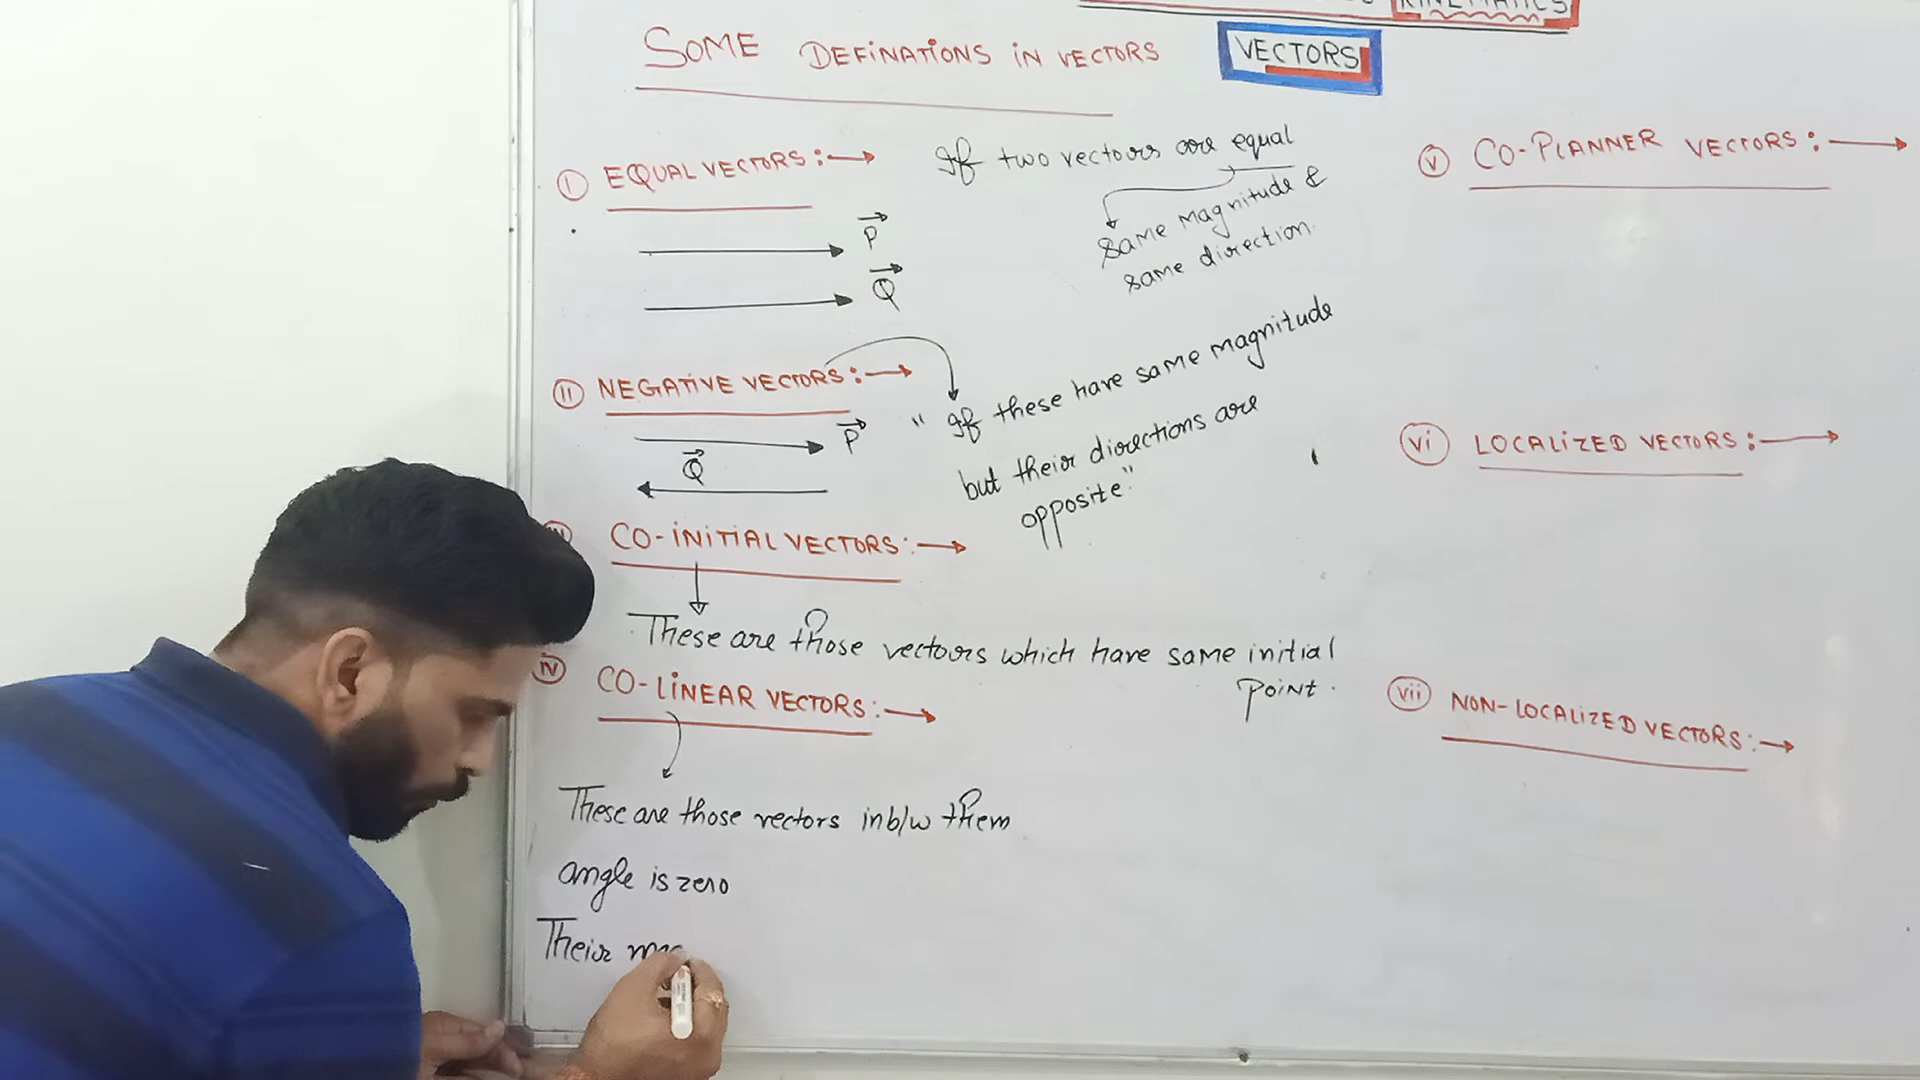 KINEMATICS
SOME DEFINATIONS IN VECTORS
VECTORS
I EQUAL VECTORS :→
If two vectors are equal
same magnitude &
same direction.
P
Q
II NEGATIVE VECTORS :→
"If these have same magnitude
but their directions are
opposite"
P
Q
CO-INITIAL VECTORS :→
These are those vectors which have same initial
point.
IV CO-LINEAR VECTORS :→
These are those vectors in b/w them
angle is zero
Their
V CO-PLANNER VECTORS :→
VI LOCALIZED VECTORS :→
VII NON-LOCALIZED VECTORS :→